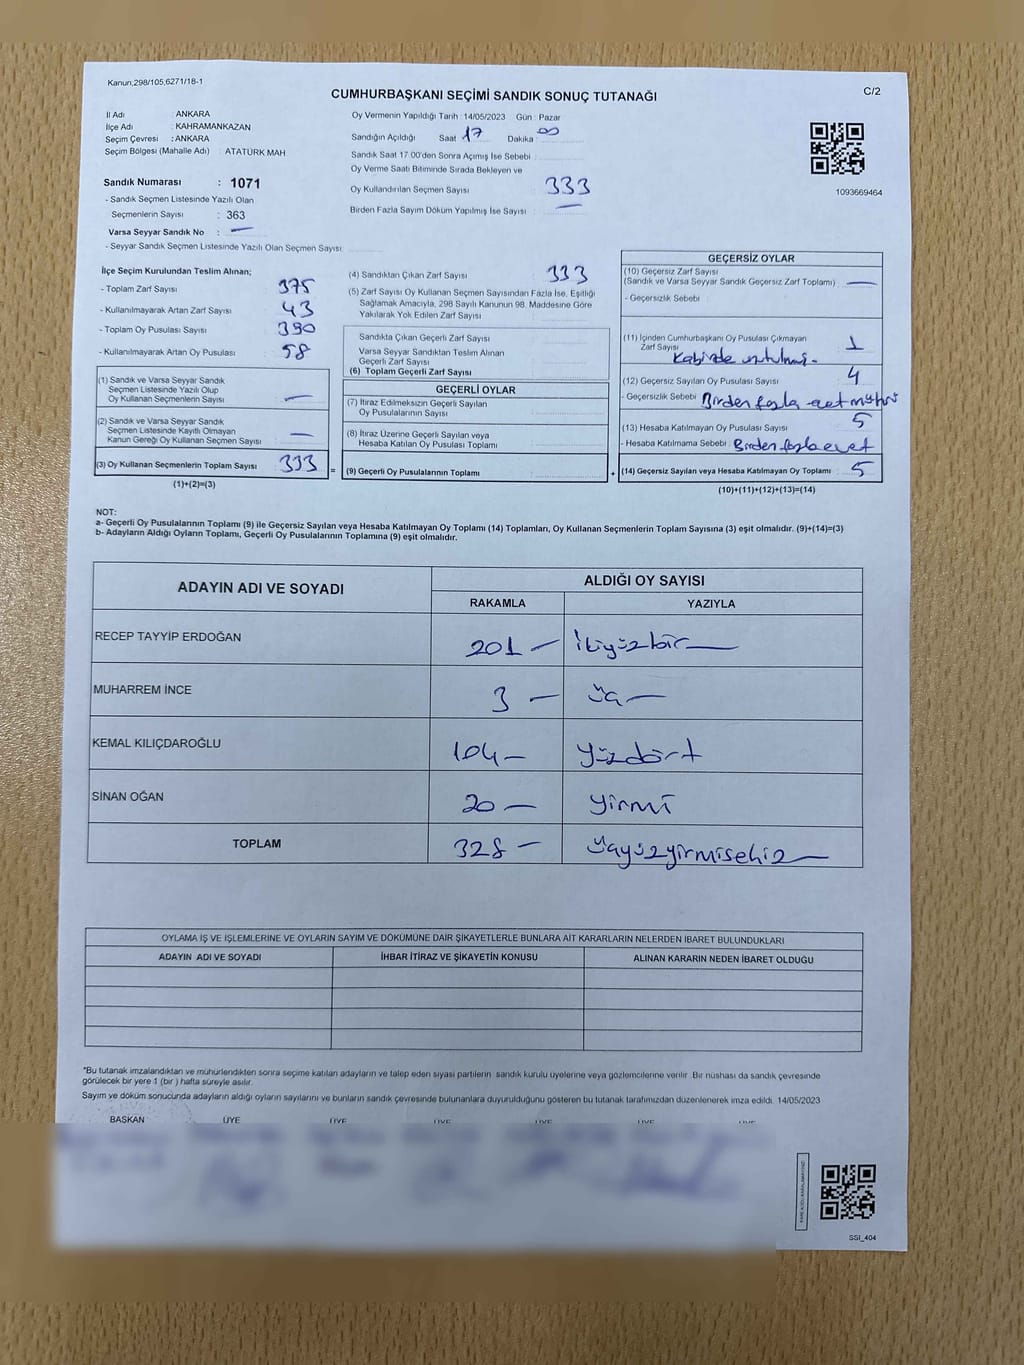 Kanun,298/105,6271/18-1
CUMHURBAŞKANI SEÇİMİ SANDIK SONUÇ TUTANAĞI
C/2
İl Adı : ANKARA
İlçe Adı : KAHRAMANKAZAN
Seçim Çevresi : ANKARA
Seçim Bölgesi (Mahalle Adı) : ATATÜRK MAH
Sandık Numarası : 1071
- Sandık Seçmen Listesinde Yazılı Olan
Seçmenlerin Sayısı : 363
Varsa Seyyar Sandık No : —
- Seyyar Sandık Seçmen Listesinde Yazılı Olan Seçmen Sayısı:
Oy Vermenin Yapıldığı Tarih : 14/05/2023 Gün : Pazar
Sandığın Açıldığı Saat 17 Dakika 00
Sandık Saat 17:00'den Sonra Açımış İse Sebebi :
Oy Verme Saati Bitiminde Sırada Bekleyen ve
Oy Kullandırılan Seçmen Sayısı : 333
Birden Fazla Sayım Döküm Yapılmış İse Sayısı : —
1093669464
İlçe Seçim Kurulundan Teslim Alınan;
- Toplam Zarf Sayısı : 375
- Kullanılmayarak Artan Zarf Sayısı : 43
- Toplam Oy Pusulası Sayısı : 390
- Kullanılmayarak Artan Oy Pusulası : 58
(1) Sandık ve Varsa Seyyar Sandık
Seçmen Listesinde Yazılı Olup
Oy Kullanan Seçmenlerin Sayısı : —
(2) Sandık ve Varsa Seyyar Sandık
Seçmen Listesinde Kayıtlı Olmayan
Kanun Gereği Oy Kullanan Seçmen Sayısı : —
(3) Oy Kullanan Seçmenlerin Toplam Sayısı : 333
(1)+(2)=(3)
(4) Sandıktan Çıkan Zarf Sayısı : 333
(5) Zarf Sayısı Oy Kullanan Seçmen Sayısından Fazla İse, Eşitliği
Sağlamak Amacıyla, 298 Sayılı Kanunun 98. Maddesine Göre
Yakılarak Yok Edilen Zarf Sayısı :
Sandıkta Çıkan Geçerli Zarf Sayısı :
Varsa Seyyar Sandıktan Teslim Alınan
Geçerli Zarf Sayısı :
(6) Toplam Geçerli Zarf Sayısı :
GEÇERLİ OYLAR
(7) İtiraz Edilmeksizin Geçerli Sayılan
Oy Pusulalarının Sayısı :
(8) İtiraz Üzerine Geçerli Sayılan veya
Hesaba Katılan Oy Pusulası Toplamı :
= (9) Geçerli Oy Pusulalarının Toplamı : +
GEÇERSİZ OYLAR
(10) Geçersiz Zarf Sayısı
(Sandık ve Varsa Seyyar Sandık Geçersiz Zarf Toplamı) : —
- Geçersizlik Sebebi :
(11) İçinden Cumhurbaşkanı Oy Pusulası Çıkmayan
Zarf Sayısı : 1
Kabinde unutulmuş.
(12) Geçersiz Sayılan Oy Pusulası Sayısı : 4
- Geçersizlik Sebebi : Birden fazla evet mührü
(13) Hesaba Katılmayan Oy Pusulası Sayısı : 5
- Hesaba Katılmama Sebebi : Birden fazla evet
(14) Geçersiz Sayılan veya Hesaba Katılmayan Oy Toplamı : 5
(10)+(11)+(12)+(13)=(14)
NOT:
a- Geçerli Oy Pusulalarının Toplamı (9) ile Geçersiz Sayılan veya Hesaba Katılmayan Oy Toplamı (14) Toplamları, Oy Kullanan Seçmenlerin Toplam Sayısına (3) eşit olmalıdır. (9)+(14)=(3)
b- Adayların Aldığı Oyların Toplamı, Geçerli Oy Pusulalarının Toplamına (9) eşit olmalıdır.
ADAYIN ADI VE SOYADI
ALDIĞI OY SAYISI
RAKAMLA YAZIYLA
RECEP TAYYİP ERDOĞAN 201 — İkiyüzbir —
MUHARREM İNCE 3 — üç —
KEMAL KILIÇDAROĞLU 104 — yüzdört
SİNAN OĞAN 20 — yirmi
TOPLAM 328 — üçyüzyirmisekiz —
OYLAMA İŞ VE İŞLEMLERİNE VE OYLARIN SAYIM VE DÖKÜMÜNE DAİR ŞİKAYETLERLE BUNLARA AİT KARARLARIN NELERDEN İBARET BULUNDUKLARI
ADAYIN ADI VE SOYADI İHBAR İTİRAZ VE ŞİKAYETİN KONUSU ALINAN KARARIN NEDEN İBARET OLDUĞU
*Bu tutanak imzalandıktan ve mühürlendikten sonra seçime katılan adayların ve talep eden siyasi partilerin sandık kurulu üyelerine veya gözlemcilerine verilir. Bir nüshası da sandık çevresinde
görülecek bir yere 1 (bir ) hafta süreyle asılır.
Sayım ve döküm sonucunda adayların aldığı oyların sayılarını ve bunların sandık çevresinde bulunanlara duyurulduğunu gösteren bu tutanak tarafımızdan düzenlenerek imza edildi. 14/05/2023
BAŞKAN ÜYE ÜYE ÜYE ÜYE ÜYE ÜYE
SSI_404